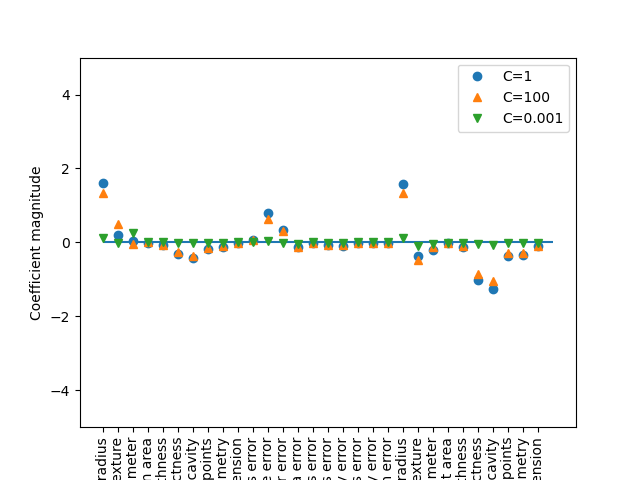 C=1
C=100
C=0.001
4
2
0
−2
−4
Coefficient magnitude
radius
exture
meter
area
thness
ctness
cavity
points
metry
ension
s error
e error
r error
a error
s error
s error
y error
s error
y error
n error
radius
exture
meter
t area
thness
ctness
cavity
points
metry
ension